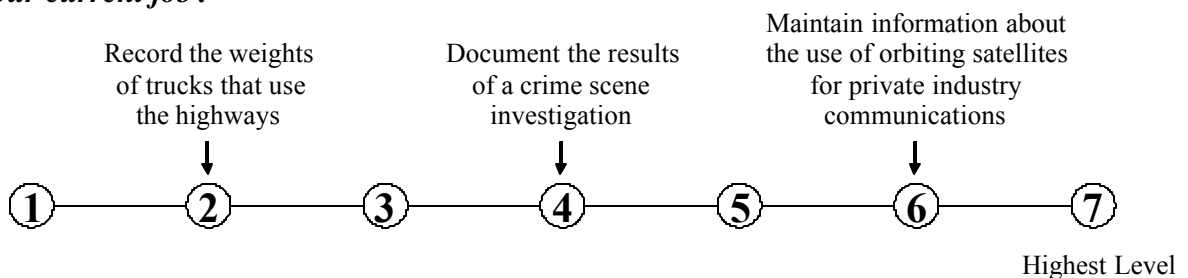 Record the weights
of trucks that use
the highways
Document the results
of a crime scene
investigation
Maintain information about
the use of orbiting satellites
for private industry
communications
1 2 3 4 5 6 7
Highest Level